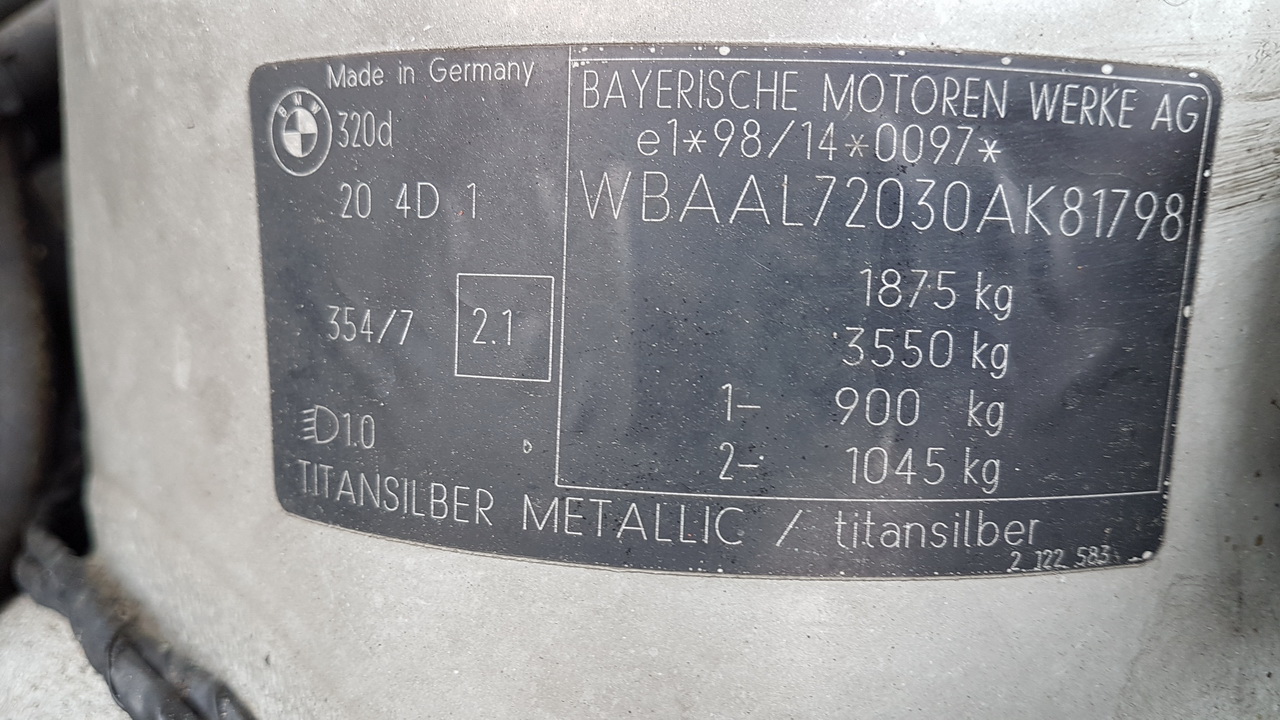 Made in Germany
BMW
320d
20 4D 1
354/7
2.1
D1.0
BAYERISCHE MOTOREN WERKE AG
e1*98/14*0097*
WBAAL72030AK81798
1875 kg
3550 kg
1- 900 kg
2- 1045 kg
TITANSILBER METALLIC / titansilber
2 122 583